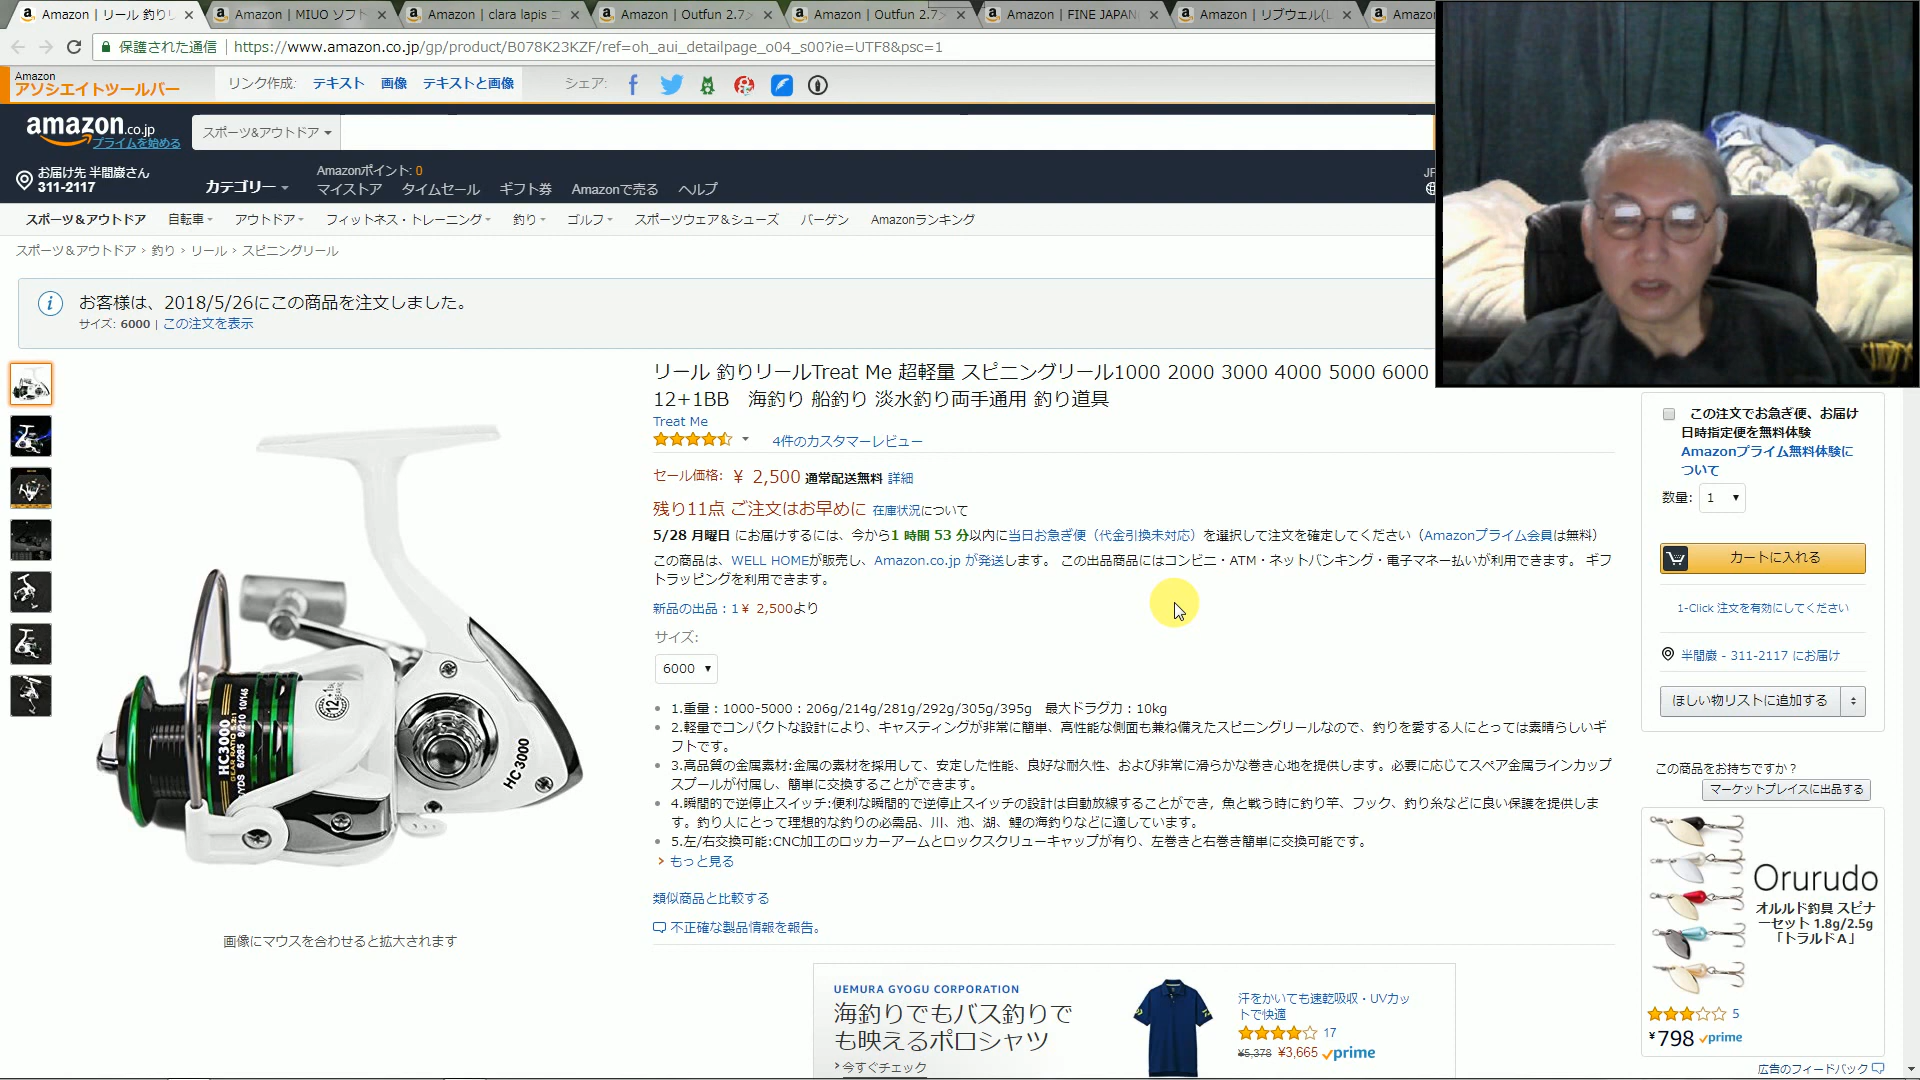 Amazon | リール 釣りリ
Amazon | MIUO ソフト
Amazon | clara lapis
Amazon | Outfun 2.7
Amazon | Outfun 2.7
Amazon | FINE JAPAN
Amazon | リブウェル(L
Amazo
保護された通信 | https://www.amazon.co.jp/gp/product/B078K23KZF/ref=oh_aui_detailpage_o04_s00?ie=UTF8&psc=1
Amazon
アソシエイトツールバー
リンク作成: テキスト 画像 テキストと画像 シェア:
amazon.co.jp
プライムを始める
スポーツ&アウトドア
お届け先 半間巌さん
311-2117
カテゴリー
Amazonポイント: 0
マイストア タイムセール ギフト券 Amazonで売る ヘルプ
JP
スポーツ&アウトドア 自転車 アウトドア フィットネス・トレーニング 釣り ゴルフ スポーツウェア&シューズ バーゲン Amazonランキング
スポーツ&アウトドア › 釣り › リール › スピニングリール
お客様は、2018/5/26にこの商品を注文しました。
サイズ: 6000 | この注文を表示
リール 釣りリールTreat Me 超軽量 スピニングリール1000 2000 3000 4000 5000 6000
12+1BB 海釣り 船釣り 淡水釣り両手通用 釣り道具
Treat Me
4件のカスタマーレビュー
セール価格: ¥ 2,500 通常配送無料 詳細
残り11点 ご注文はお早めに 在庫状況について
5/28 月曜日 にお届けするには、今から1 時間 53 分以内に当日お急ぎ便（代金引換未対応）を選択して注文を確定してください（Amazonプライム会員は無料）
この商品は、WELL HOMEが販売し、Amazon.co.jp が発送します。 この出品商品にはコンビニ・ATM・ネットバンキング・電子マネー払いが利用できます。 ギフ
トラッピングを利用できます。
新品の出品：1¥ 2,500より
サイズ:
6000
1.重量：1000-5000：206g/214g/281g/292g/305g/395g 最大ドラグ力：10kg
2.軽量でコンパクトな設計により、キャスティングが非常に簡単、高性能な側面も兼ね備えたスピニングリールなので、釣りを愛する人にとっては素晴らしいギ
フトです。
3.高品質の金属素材:金属の素材を採用して、安定した性能、良好な耐久性、および非常に滑らかな巻き心地を提供します。必要に応じてスペア金属ラインカップ
スプールが付属し、簡単に交換することができます。
4.瞬間的で逆停止スイッチ:便利な瞬間的で逆停止スイッチの設計は自動放線することができ，魚と戦う時に釣り竿、フック、釣り糸などに良い保護を提供しま
す。釣り人にとって理想的な釣りの必需品、川、池、湖、鯉の海釣りなどに適しています。
5.左/右交換可能:CNC加工のロッカーアームとロックスクリューキャップが有り、左巻きと右巻き簡単に交換可能です。
› もっと見る
類似商品と比較する
不正確な製品情報を報告。
HC3000
GEAR RATIO 5.2:1
YDS 6/265 8/210 10/145
12+1
HC3000
画像にマウスを合わせると拡大されます
この注文でお急ぎ便、お届け
日時指定便を無料体験
Amazonプライム無料体験に
ついて
数量: 1
カートに入れる
1-Click 注文を有効にしてください
半間巌 - 311-2117 にお届け
ほしい物リストに追加する
この商品をお持ちですか？
マーケットプレイスに出品する
Orurudo
オルルド釣具 スピナ
ーセット 1.8g/2.5g
「トラルドＡ」
5
¥798 prime
広告のフィードバック
UEMURA GYOGU CORPORATION
海釣りでもバス釣りで
も映えるポロシャツ
› 今すぐチェック
汗をかいても速乾吸収・UVカッ
トで快適
17
¥5,378 ¥3,665 prime